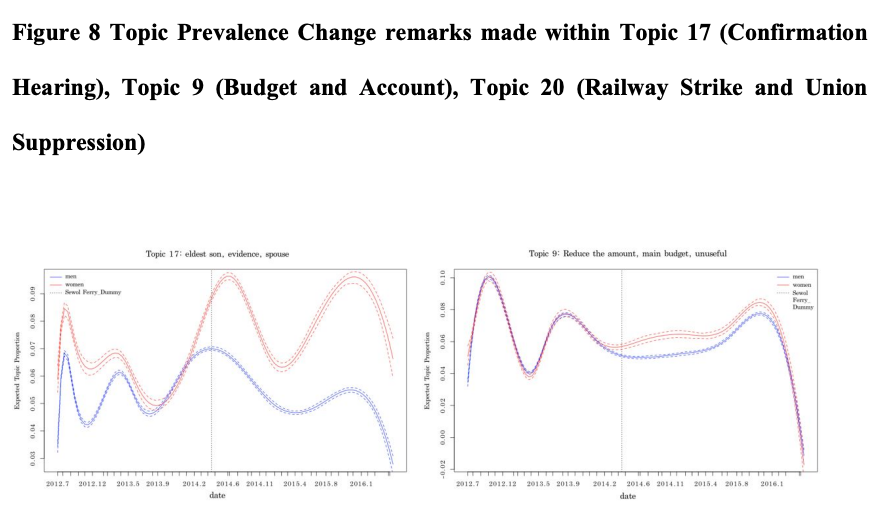 Figure 8 Topic Prevalence Change remarks made within Topic 17 (Confirmation
Hearing), Topic 9 (Budget and Account), Topic 20 (Railway Strike and Union
Suppression)
Topic 17: eldest son, evidence, spouse
men
women
Sewol Ferry_Dummy
Expected Topic Proportion
0.09
0.08
0.07
0.06
0.05
0.04
0.03
2012.7 2012.12 2013.5 2013.9 2014.2 2014.6 2014.11 2015.4 2015.8 2016.1
date
Topic 9: Reduce the amount, main budget, unuseful
men
women
Sewol
Ferry_
Dummy
Expected Topic Proportion
0.10
0.08
0.06
0.04
0.02
0.00
-0.02
2012.7 2012.12 2013.5 2013.9 2014.2 2014.6 2014.11 2015.4 2015.8 2016.1
date